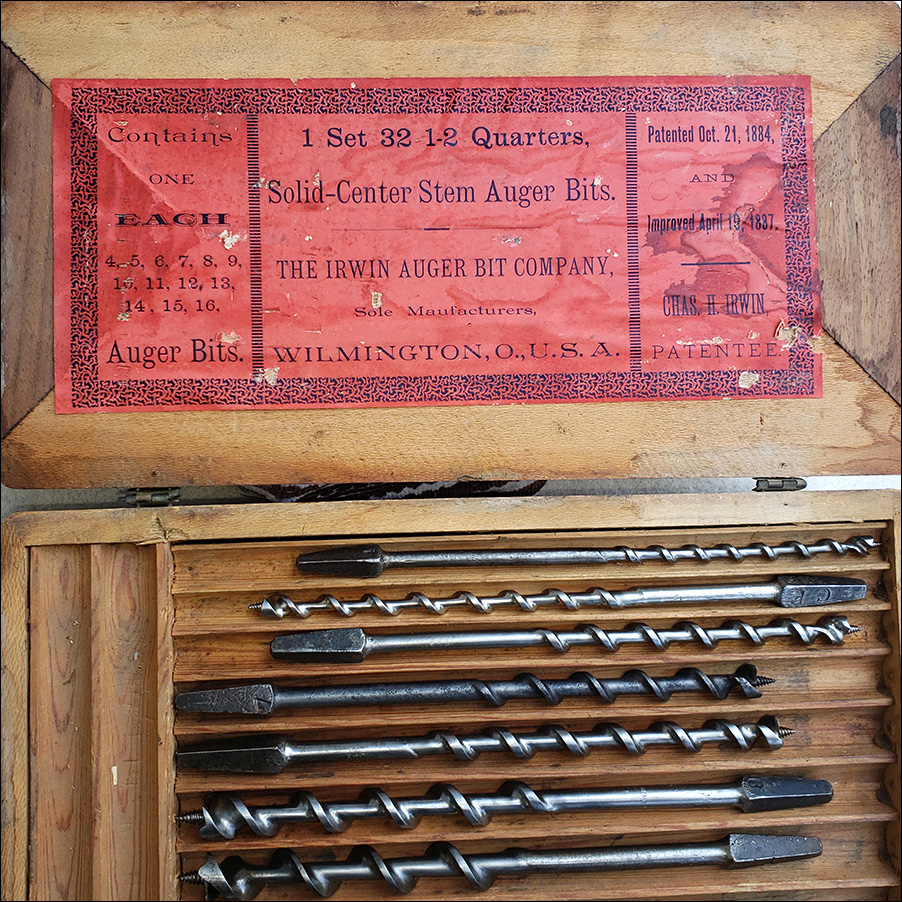 Contains
ONE
EACH
4, 5, 6, 7, 8, 9,
10, 11, 12, 13,
14, 15, 16,
Auger Bits.
1 Set 32 1-2 Quarters,
Solid-Center Stem Auger Bits.
THE IRWIN AUGER BIT COMPANY,
Sole Manufacturers,
WILMINGTON, O., U. S. A.
Patented Oct. 21, 1884,
AND
Improved April 19, 1887.
CHAS. H. IRWIN,
PATENTEE